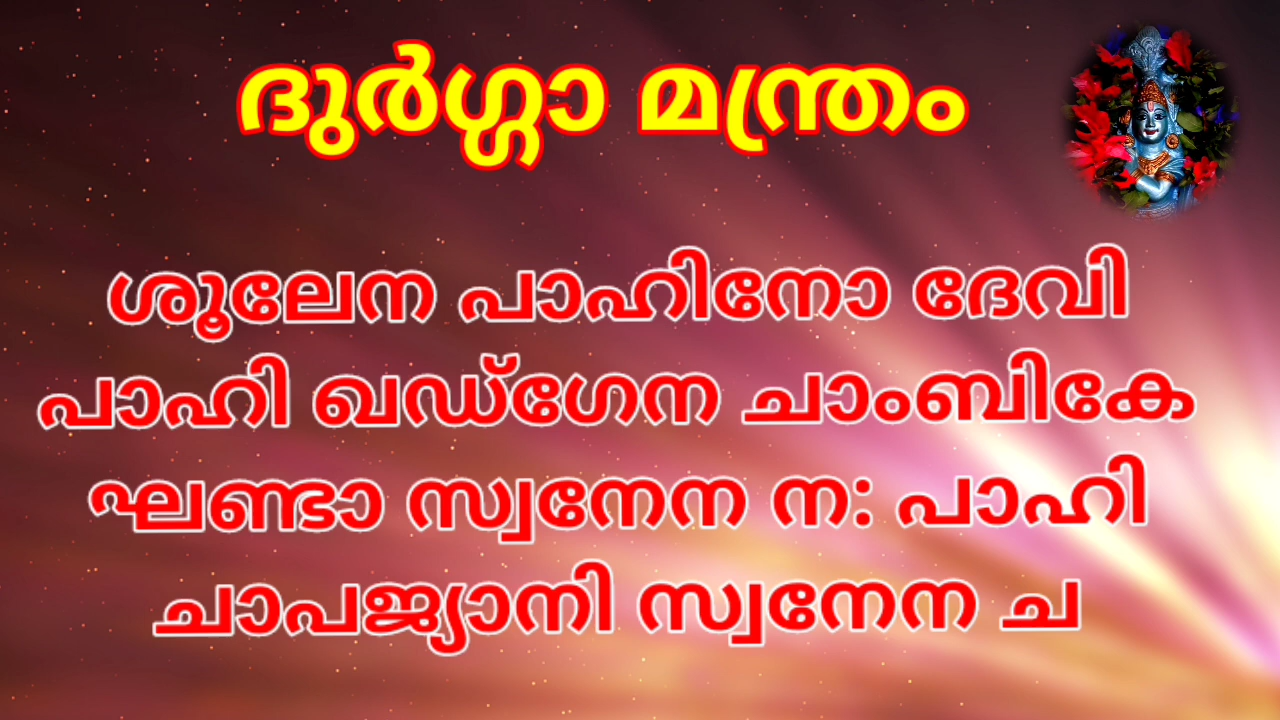 ദുർഗ്ഗാ മന്ത്രം
ശൂലേന പാഹിനോ ദേവി
പാഹി ഖഡ്ഗേന ചാംബികേ
ഘണ്ടാ സ്വനേന ന: പാഹി
ചാപജ്യാനി സ്വനേന ച